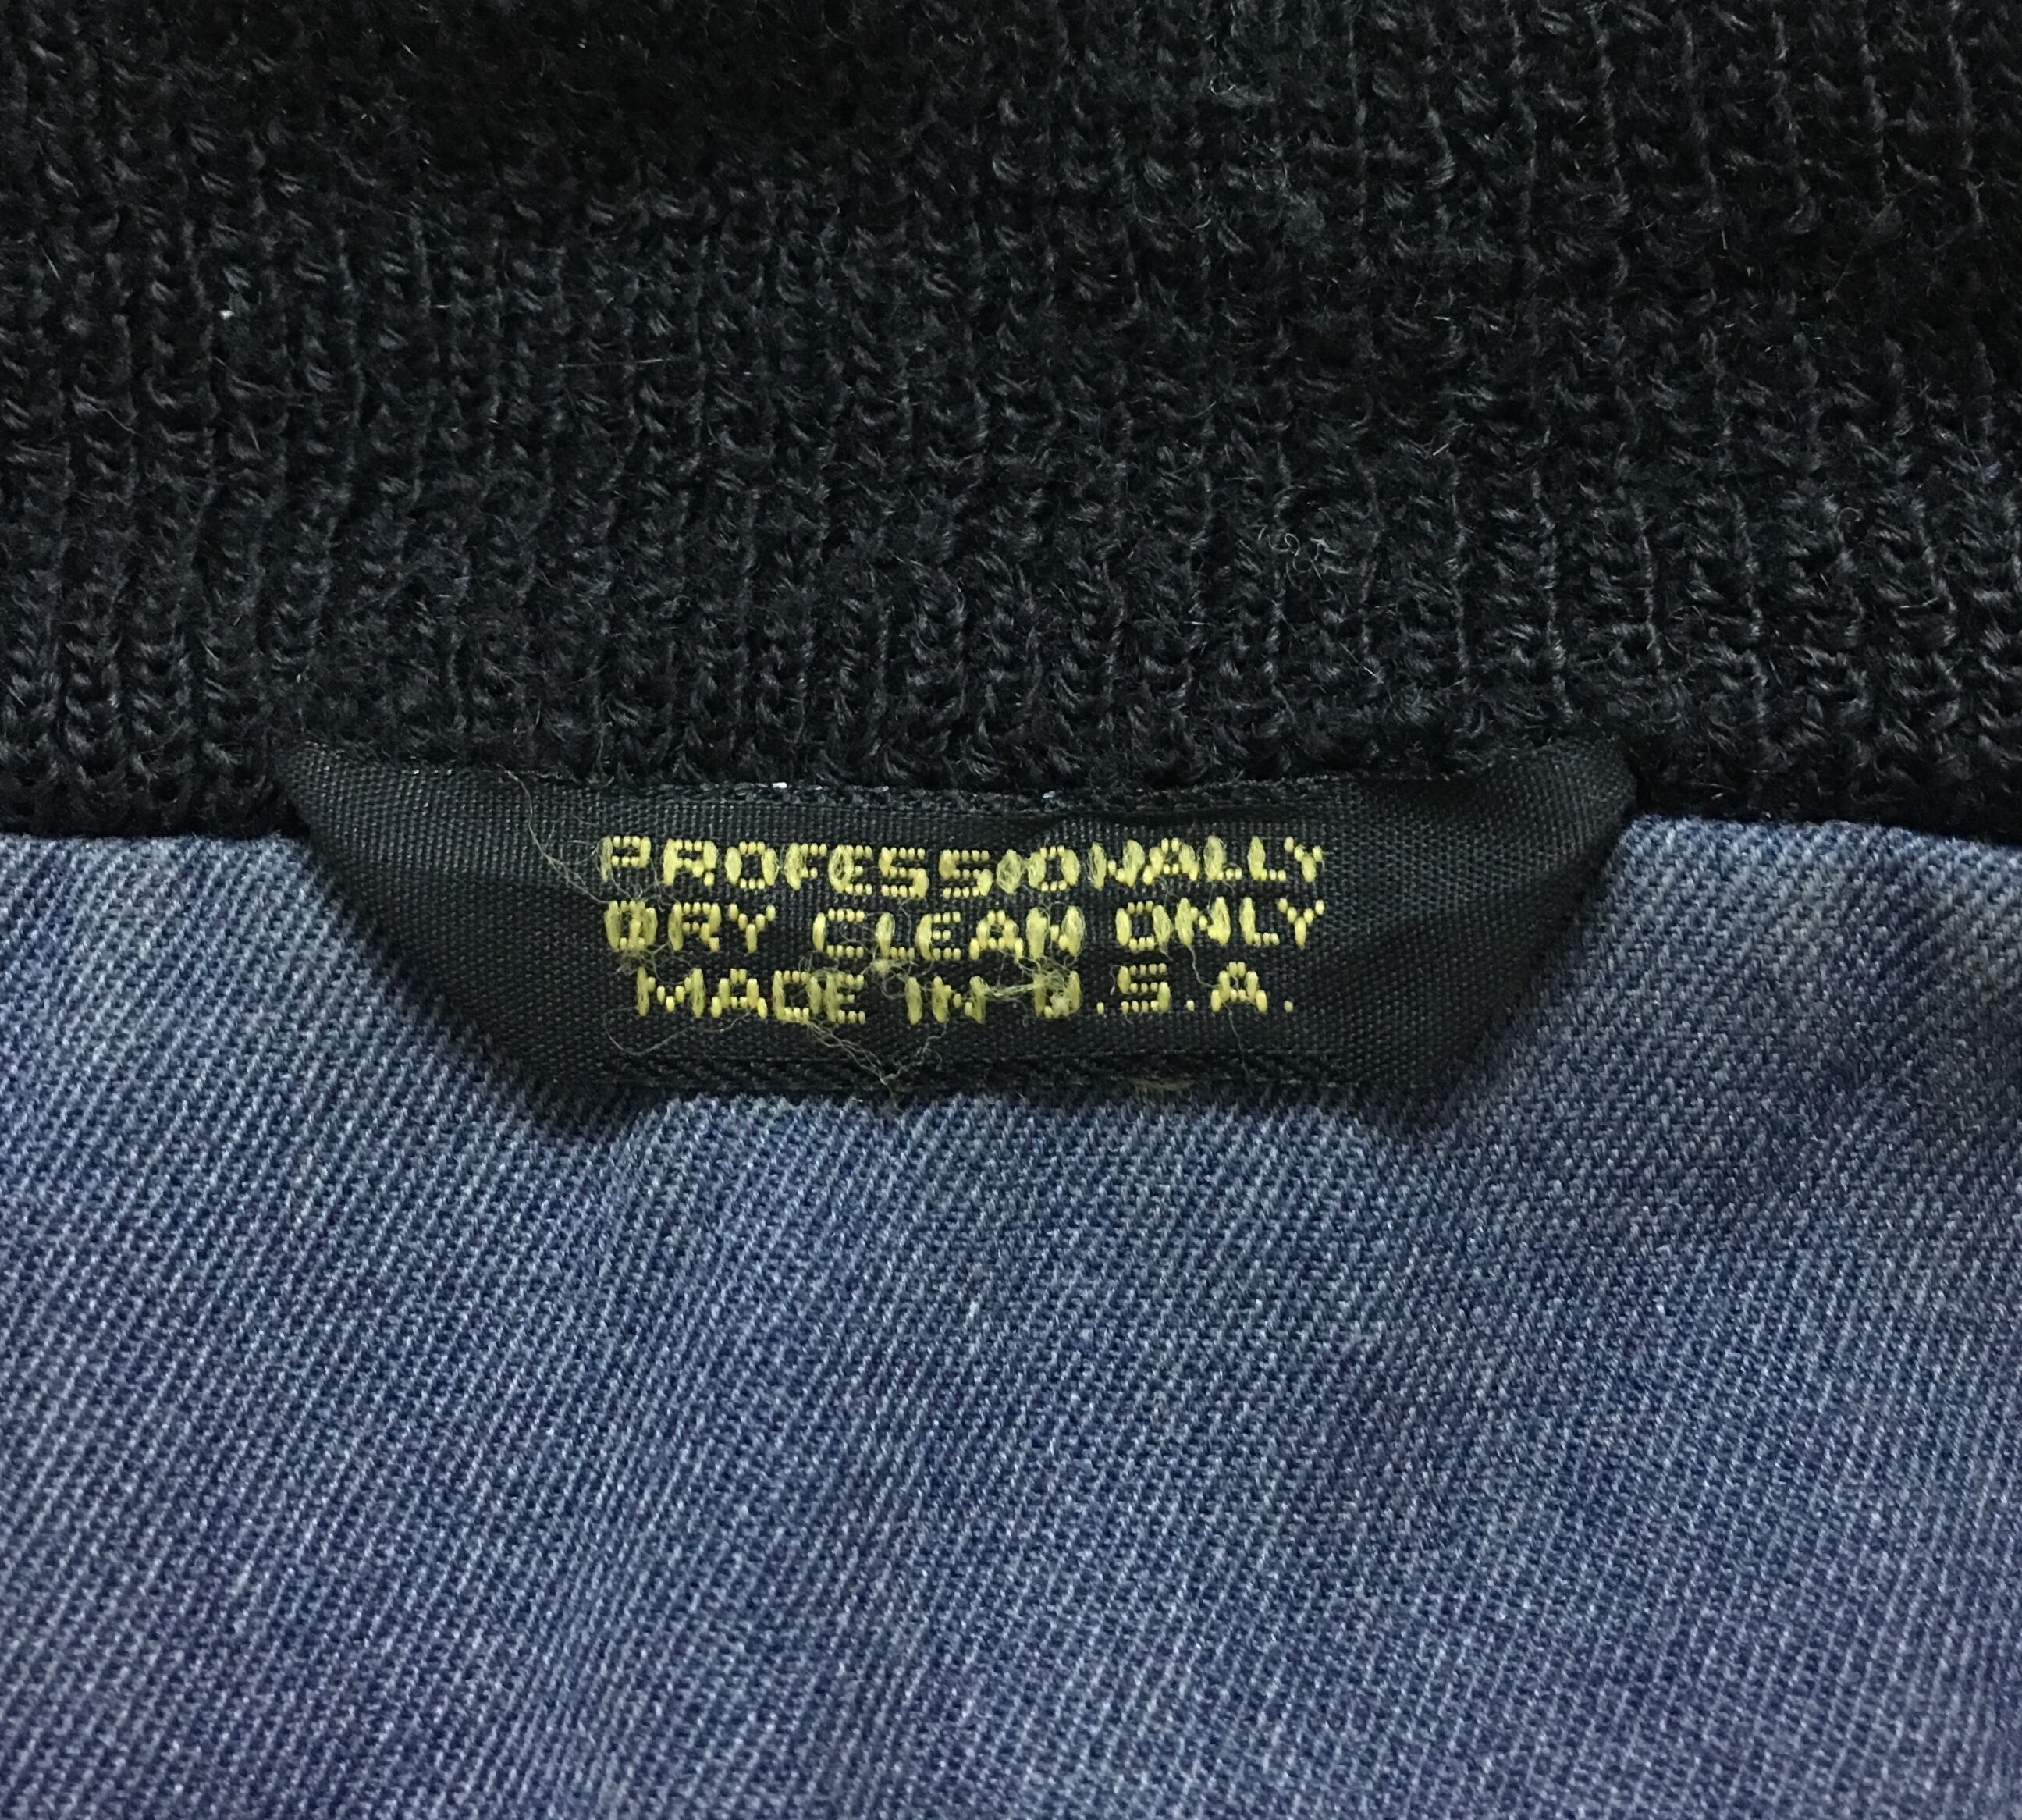 PROFESSIONALLY
DRY CLEAN ONLY
MADE IN U.S.A.